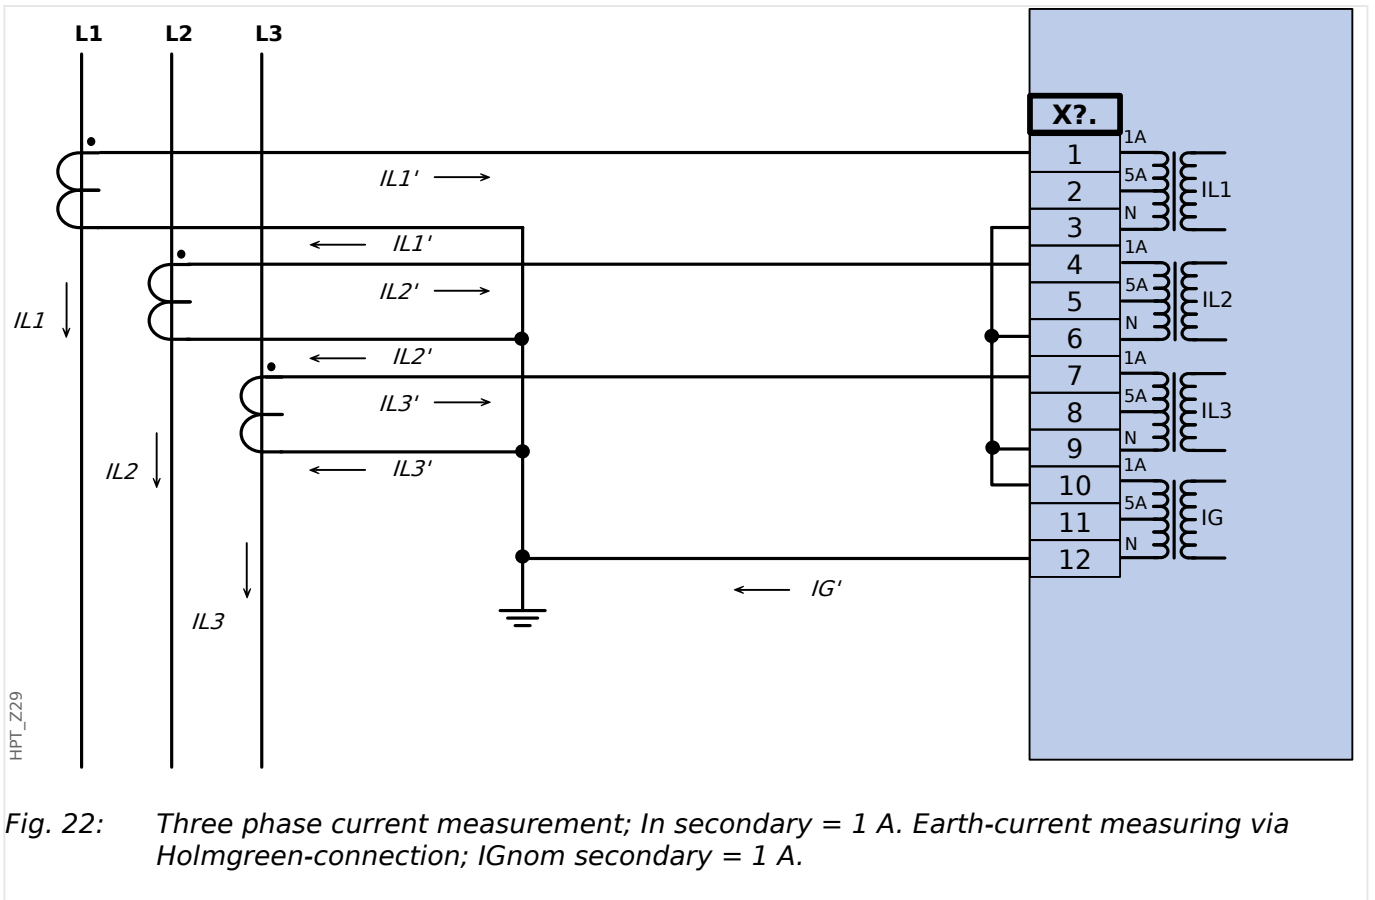 L1 L2 L3
X?.
1A
1
IL1'
5A
2
IL1
N
3
IL1'
1A
4
IL2'
5A
5
IL2
IL1
N
6
IL2'
1A
7
IL3'
5A
8
IL3
N
9
IL3'
IL2
1A
10
5A
11
IG
N
12
IG'
IL3
HPT_Z29
Fig. 22: Three phase current measurement; In secondary = 1 A. Earth-current measuring via
Holmgreen-connection; IGnom secondary = 1 A.